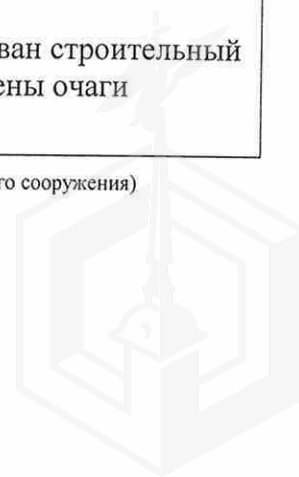 ван строительный
ены очаги
го сооружения)